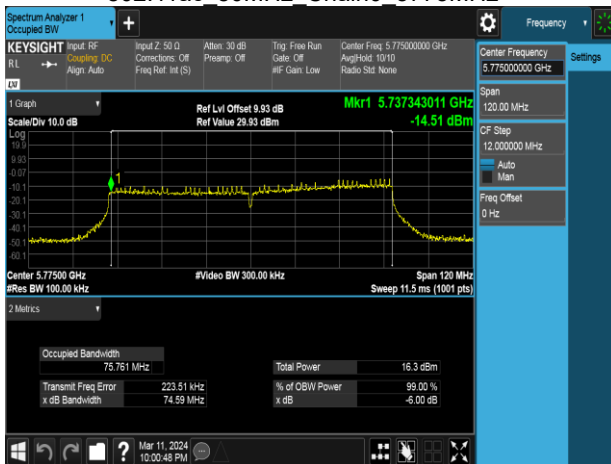 Spectrum Analyzer 1
Occupied BW
+
Frequency
KEYSIGHT
RL
LXI
Input: RF
Coupling: DC
Align: Auto
Input Z: 50 Ω
Corrections: Off
Freq Ref: Int (S)
Atten: 30 dB
Preamp: Off
Trig: Free Run
Gate: Off
#IF Gain: Low
Center Freq: 5.775000000 GHz
Avg|Hold: 10/10
Radio Std: None
Center Frequency
5.775000000 GHz
Settings
Span
120.00 MHz
CF Step
12.000000 MHz
Auto
Man
Freq Offset
0 Hz
1 Graph
Scale/Div 10.0 dB
Ref Lvl Offset 9.93 dB
Ref Value 29.93 dBm
Mkr1 5.737343011 GHz
-14.51 dBm
Log
19.9
9.93
-0.07
-10.1
-20.1
-30.1
-40.1
-50.1
-60.1
1
Center 5.77500 GHz
#Res BW 100.00 kHz
#Video BW 300.00 kHz
Span 120 MHz
Sweep 11.5 ms (1001 pts)
2 Metrics
Occupied Bandwidth
75.761 MHz
Total Power 16.3 dBm
Transmit Freq Error 223.51 kHz
% of OBW Power 99.00 %
x dB Bandwidth 74.59 MHz
x dB -6.00 dB
?
Mar 11, 2024
10:00:48 PM